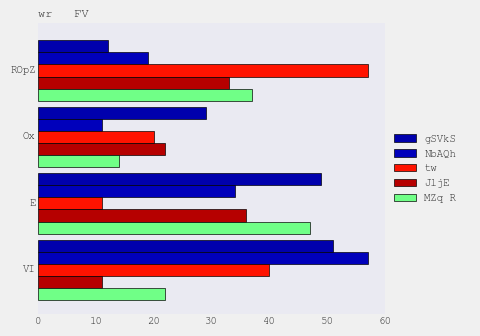 wr FV
ROpZ
Ox
E
VI
0 10 20 30 40 50 60
gSVkS
NbAQh
tw
JljE
MZq R